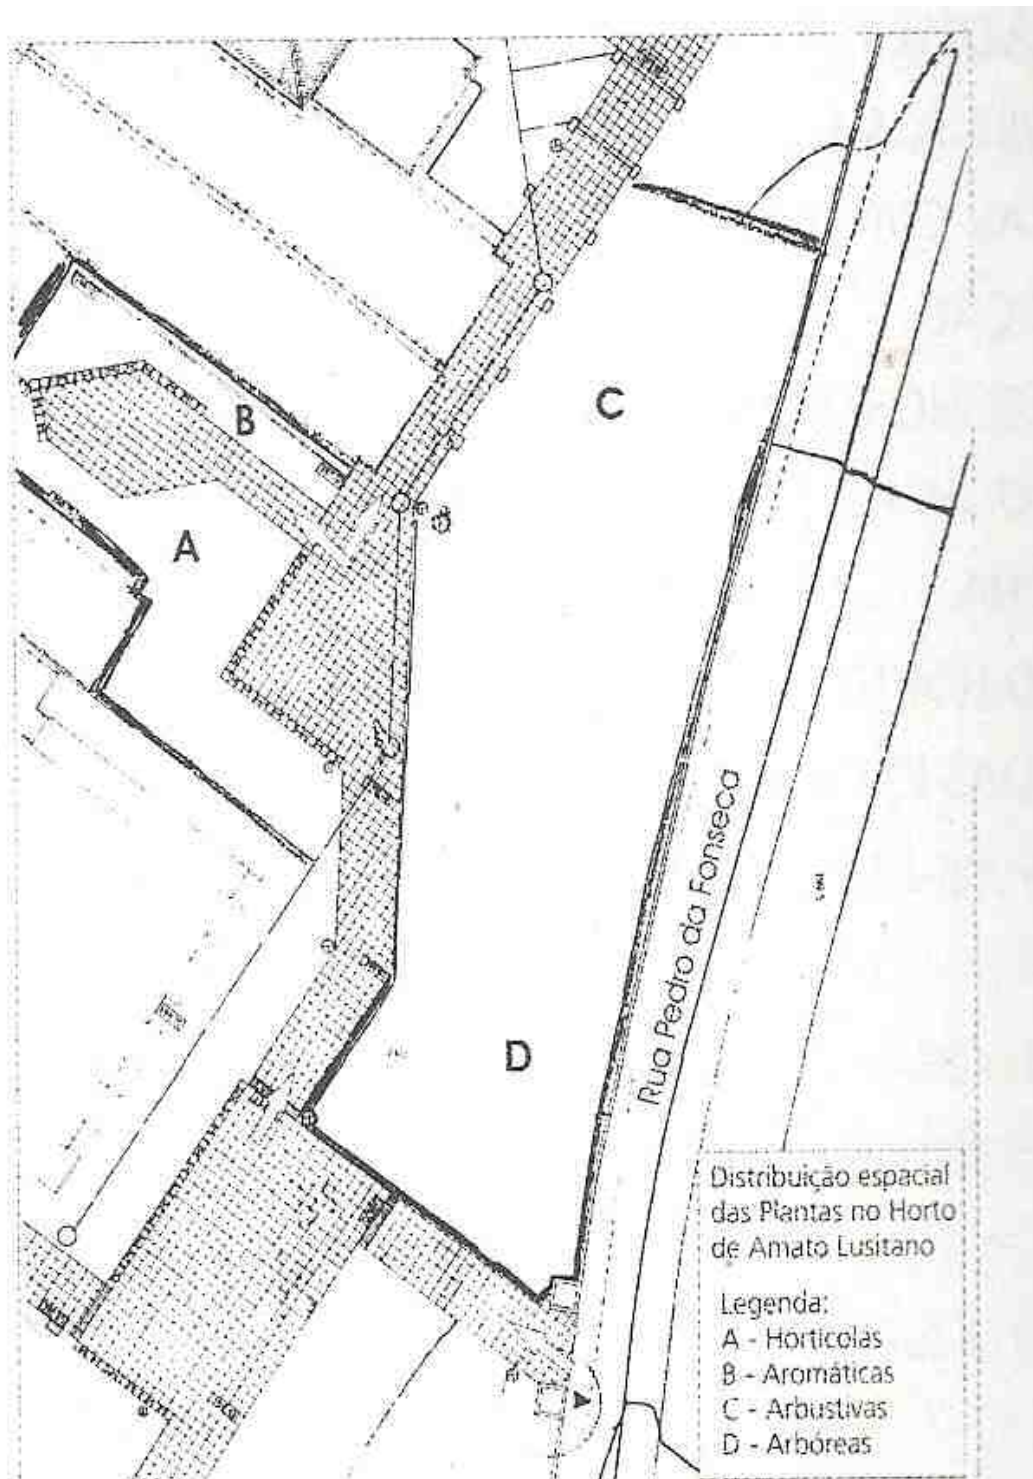 B
C
A
Rua Pedro da Fonseca
D
Distribuição espacial
das Plantas no Horto
de Amato Lusitano
Legenda:
A - Hortícolas
B - Aromáticas
C - Arbustivas
D - Arbóreas